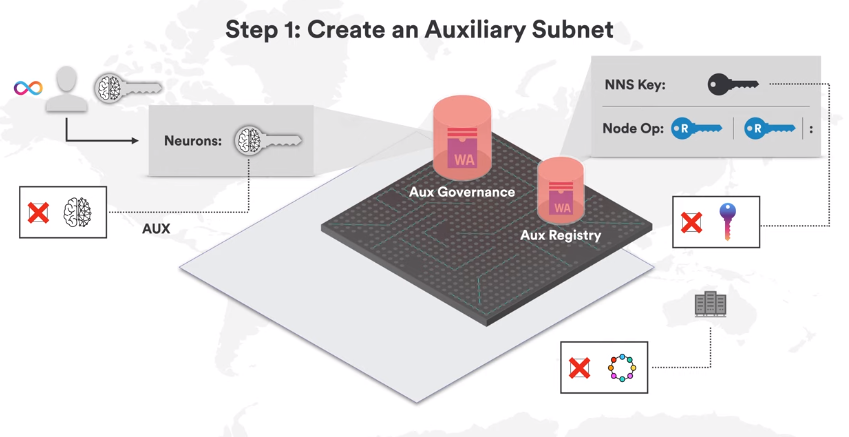 Step 1: Create an Auxiliary Subnet
NNS Key:
Node Op: R R :
Neurons:
WA
Aux Governance
WA
Aux Registry
AUX